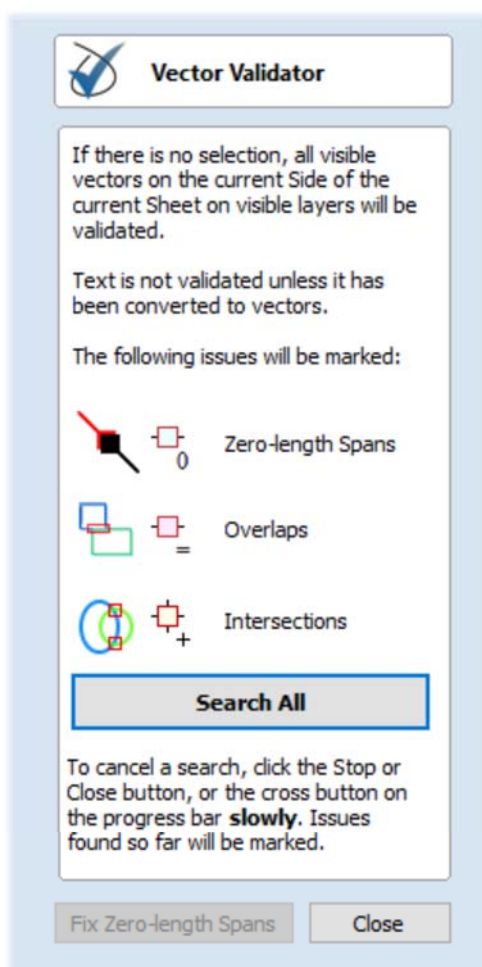 Vector Validator
If there is no selection, all visible
vectors on the current Side of the
current Sheet on visible layers will be
validated.
Text is not validated unless it has
been converted to vectors.
The following issues will be marked:
0 Zero-length Spans
= Overlaps
+ Intersections
Search All
To cancel a search, click the Stop or
Close button, or the cross button on
the progress bar slowly. Issues
found so far will be marked.
Fix Zero-length Spans Close